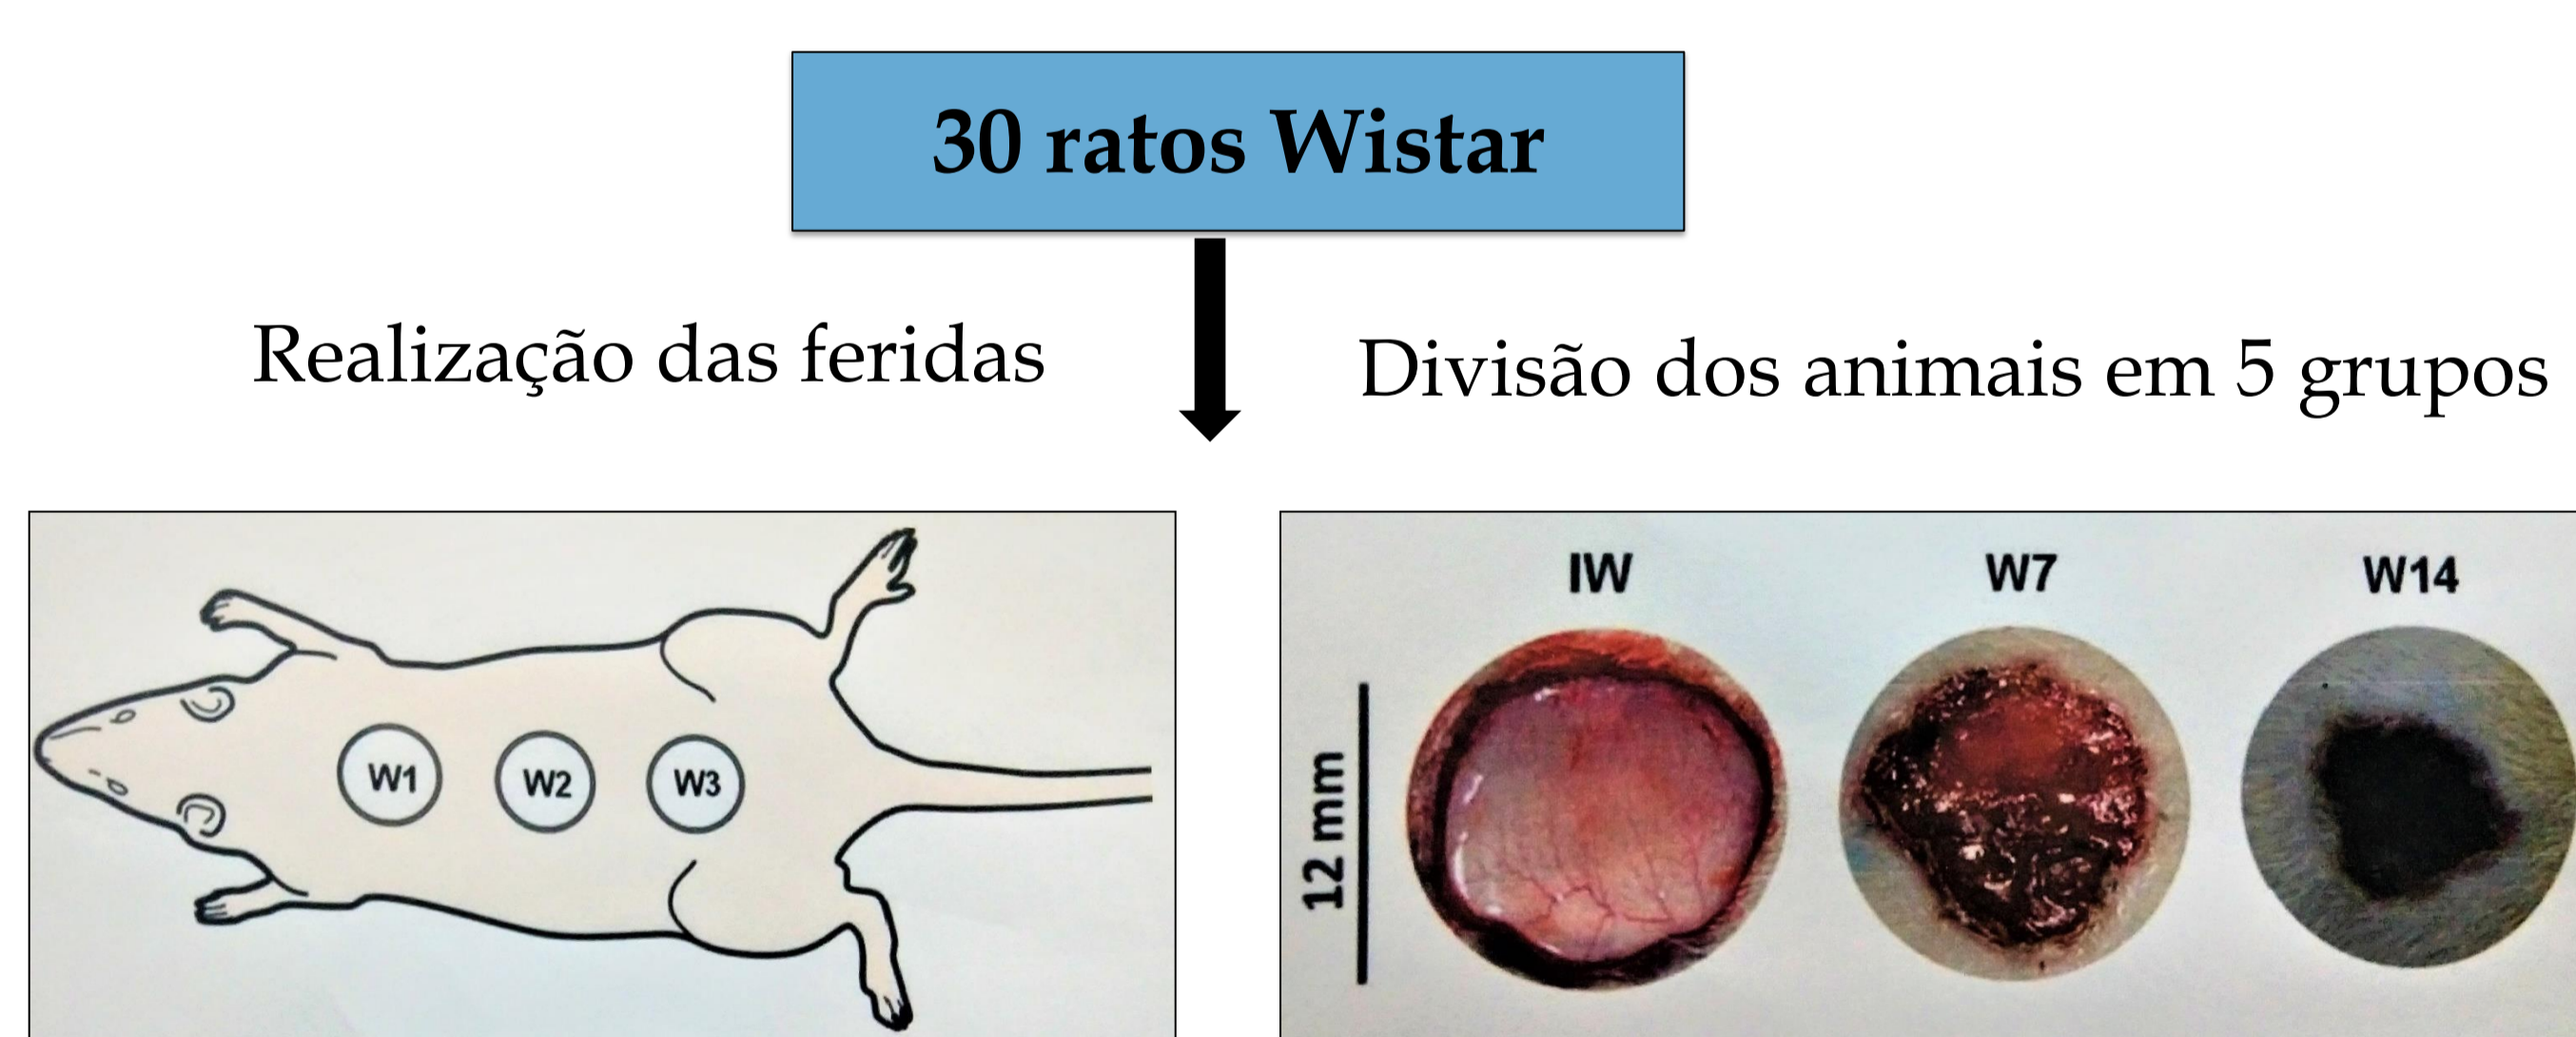 30 ratos Wistar
Realização das feridas
Divisão dos animais em 5 grupos
W1
W2
W3
IW
W7
W14
12 mm